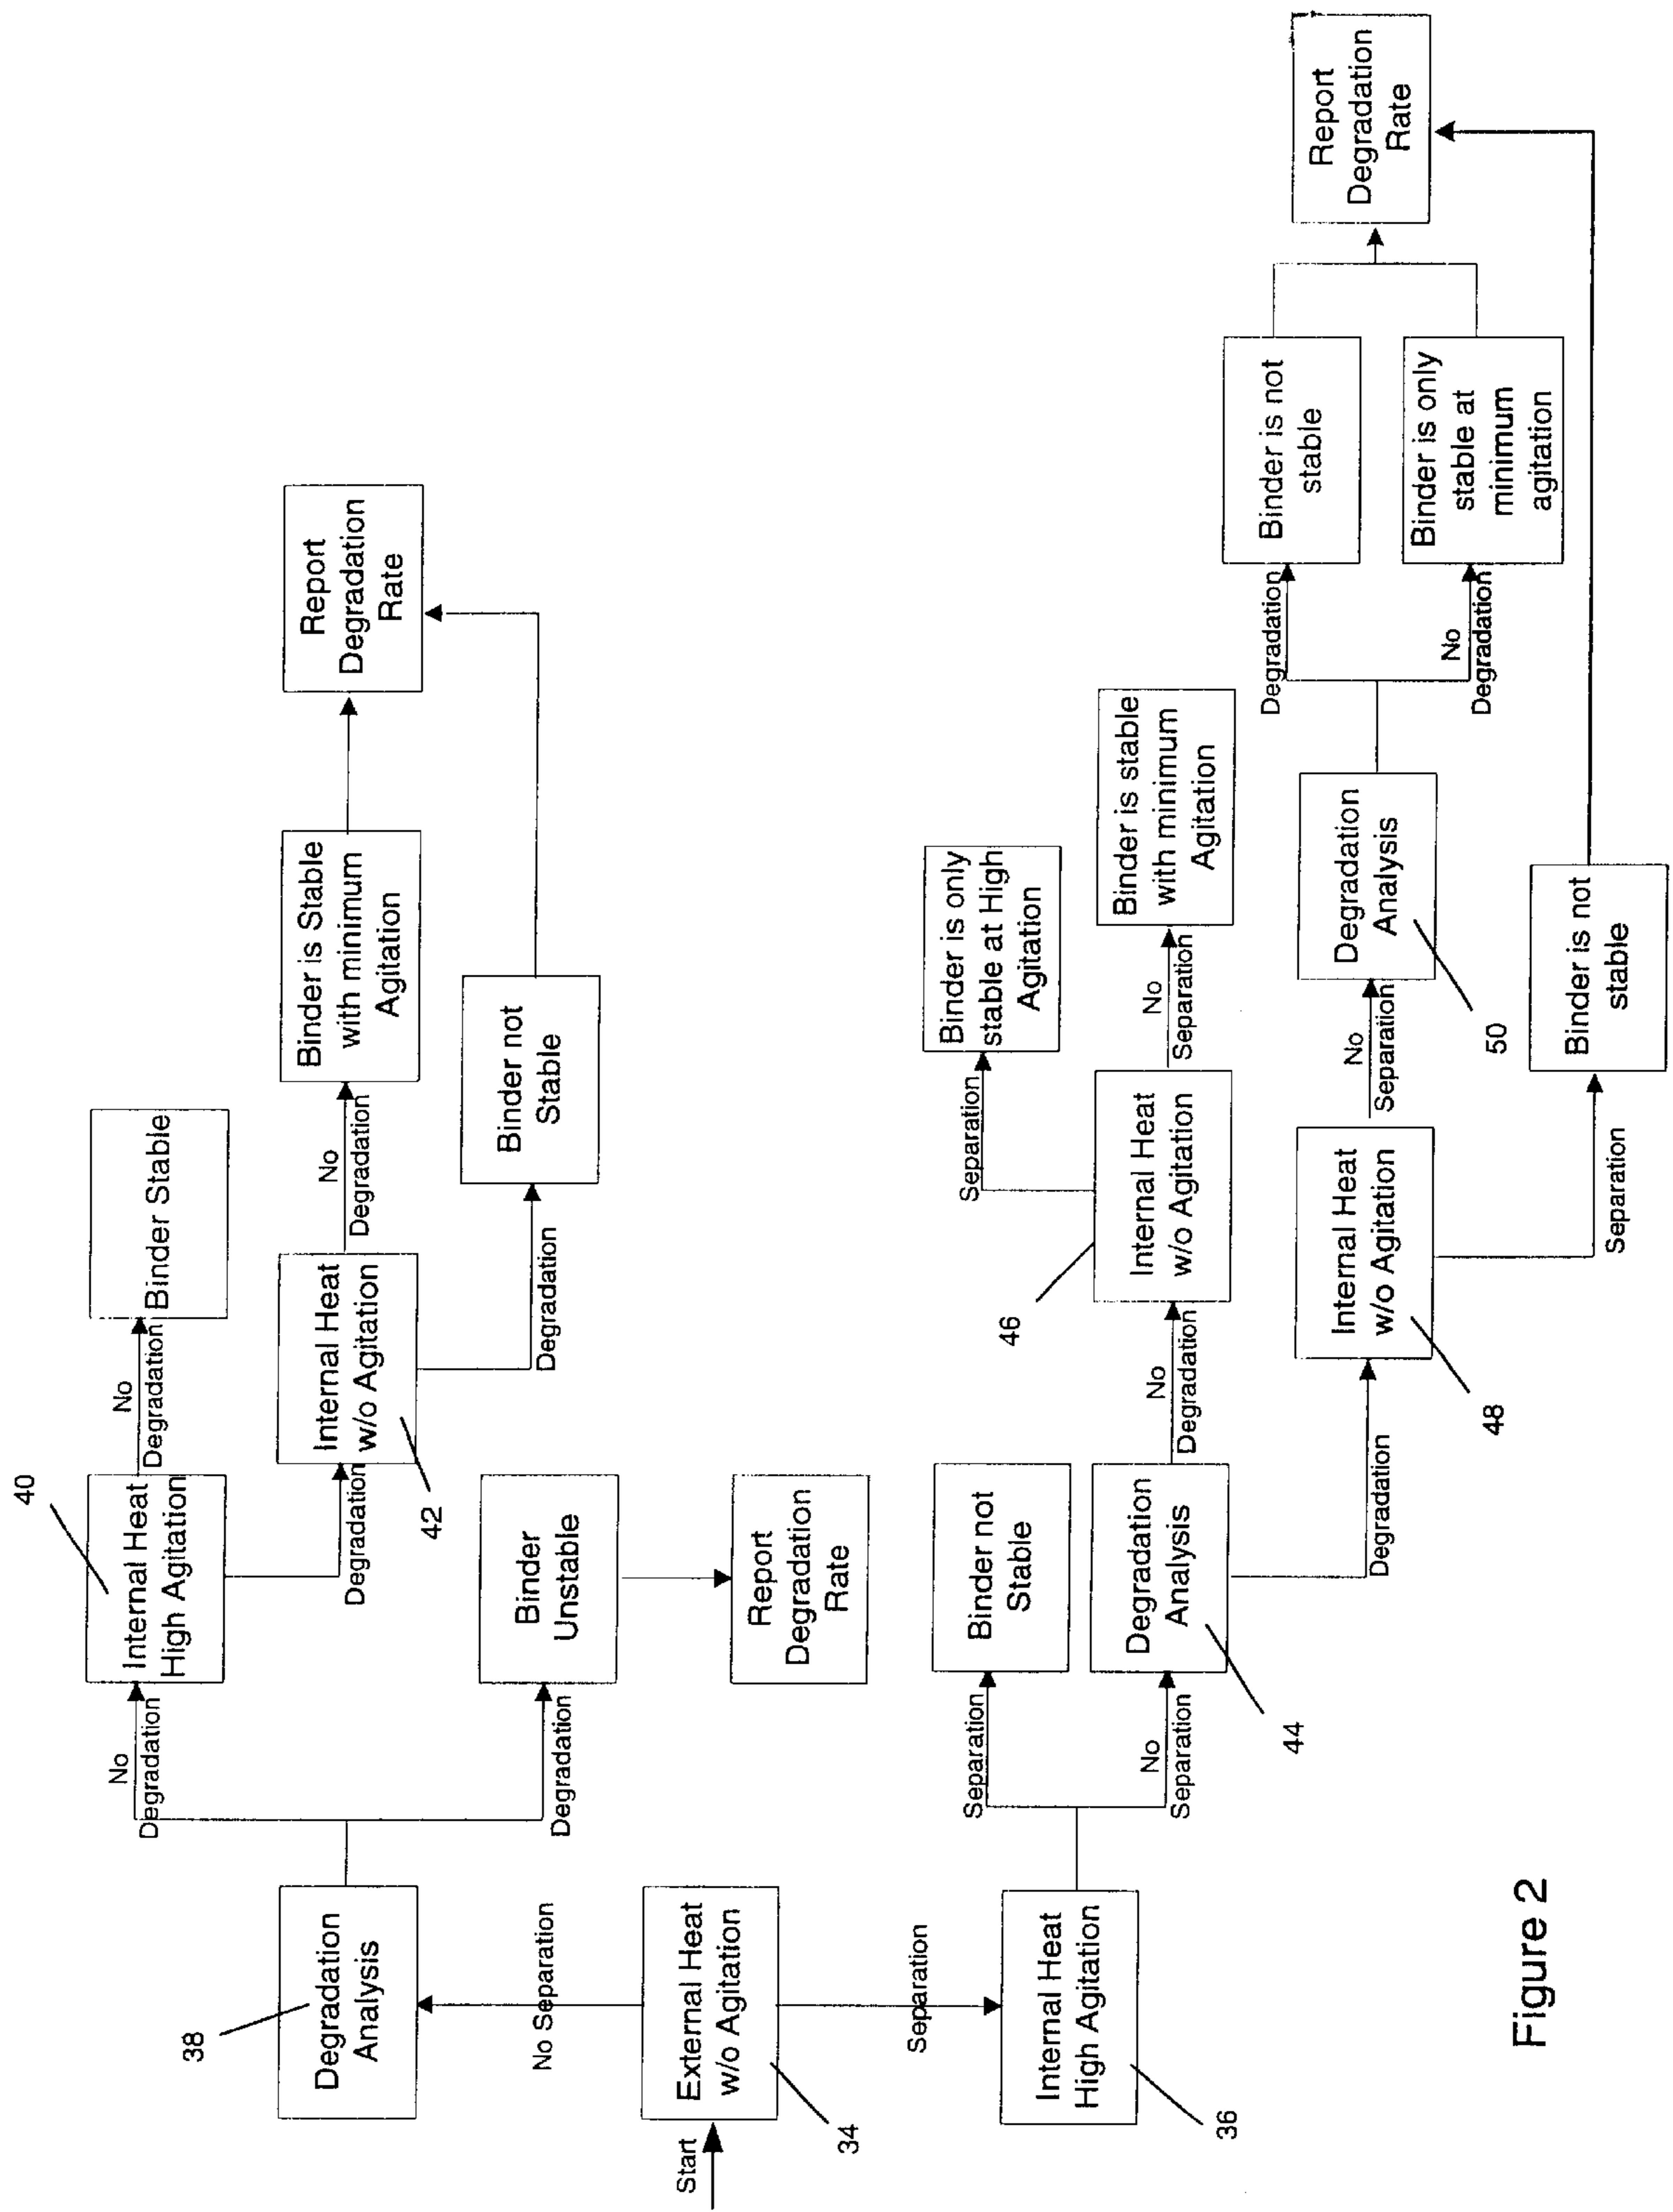 40
Internal Heat
High Agitation
No
Degradation
Binder Stable
Degradation
No
Degradation
38
Degradation
Analysis
Internal Heat
w/o Agitation
42
No
Degradation
Binder is Stable
with minimum
Agitation
Report
Degradation
Rate
Degradation
Binder not
Stable
Degradation
Binder
Unstable
Report
Degradation
Rate
No Separation
Start
External Heat
w/o Agitation
34
Separation
Internal Heat
High Agitation
36
Separation
Binder not
Stable
No
Separation
Degradation
Analysis
44
No
Degradation
46
Internal Heat
w/o Agitation
Separation
Binder is only
stable at High
Agitation
No
Separation
Binder is stable
with minimum
Agitation
Degradation
Internal Heat
w/o Agitation
48
No
Separation
Degradation
Analysis
50
Degradation
Binder is not
stable
No
Degradation
Binder is only
stable at
minimum
agitation
Report
Degradation
Rate
Separation
Binder is not
stable
Figure 2